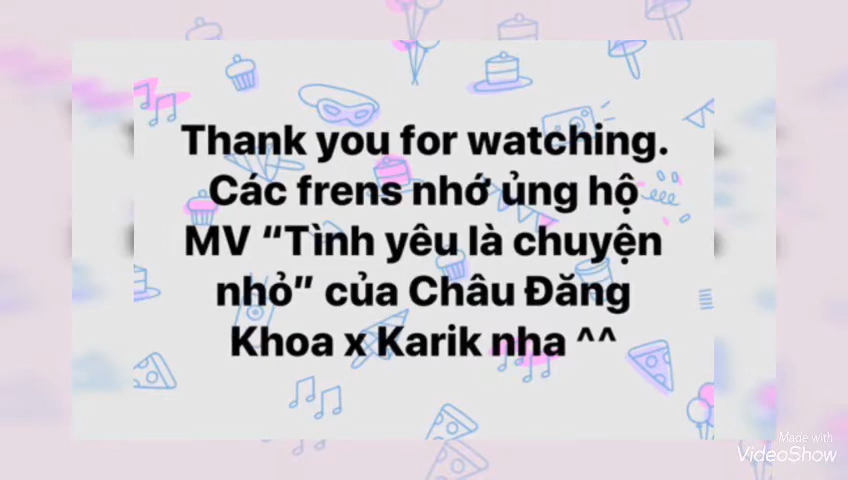 Thank you for watching.
Các frens nhớ ủng hộ
MV “Tình yêu là chuyện
nhỏ” của Châu Đăng
Khoa x Karik nha ^^
Made with
VideoShow